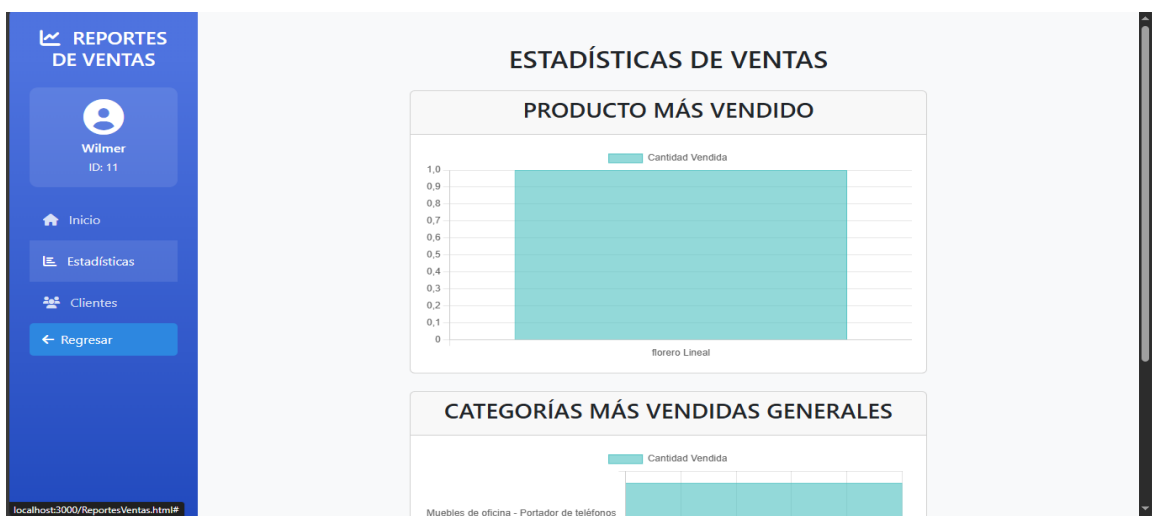 REPORTES
DE VENTAS
Wilmer
ID: 11
Inicio
Estadísticas
Clientes
Regresar
localhost:3000/ReportesVentas.html#
ESTADÍSTICAS DE VENTAS
PRODUCTO MÁS VENDIDO
Cantidad Vendida
1,0
0,9
0,8
0,7
0,6
0,5
0,4
0,3
0,2
0,1
0
florero Lineal
CATEGORÍAS MÁS VENDIDAS GENERALES
Cantidad Vendida
Muebles de oficina - Portador de teléfonos